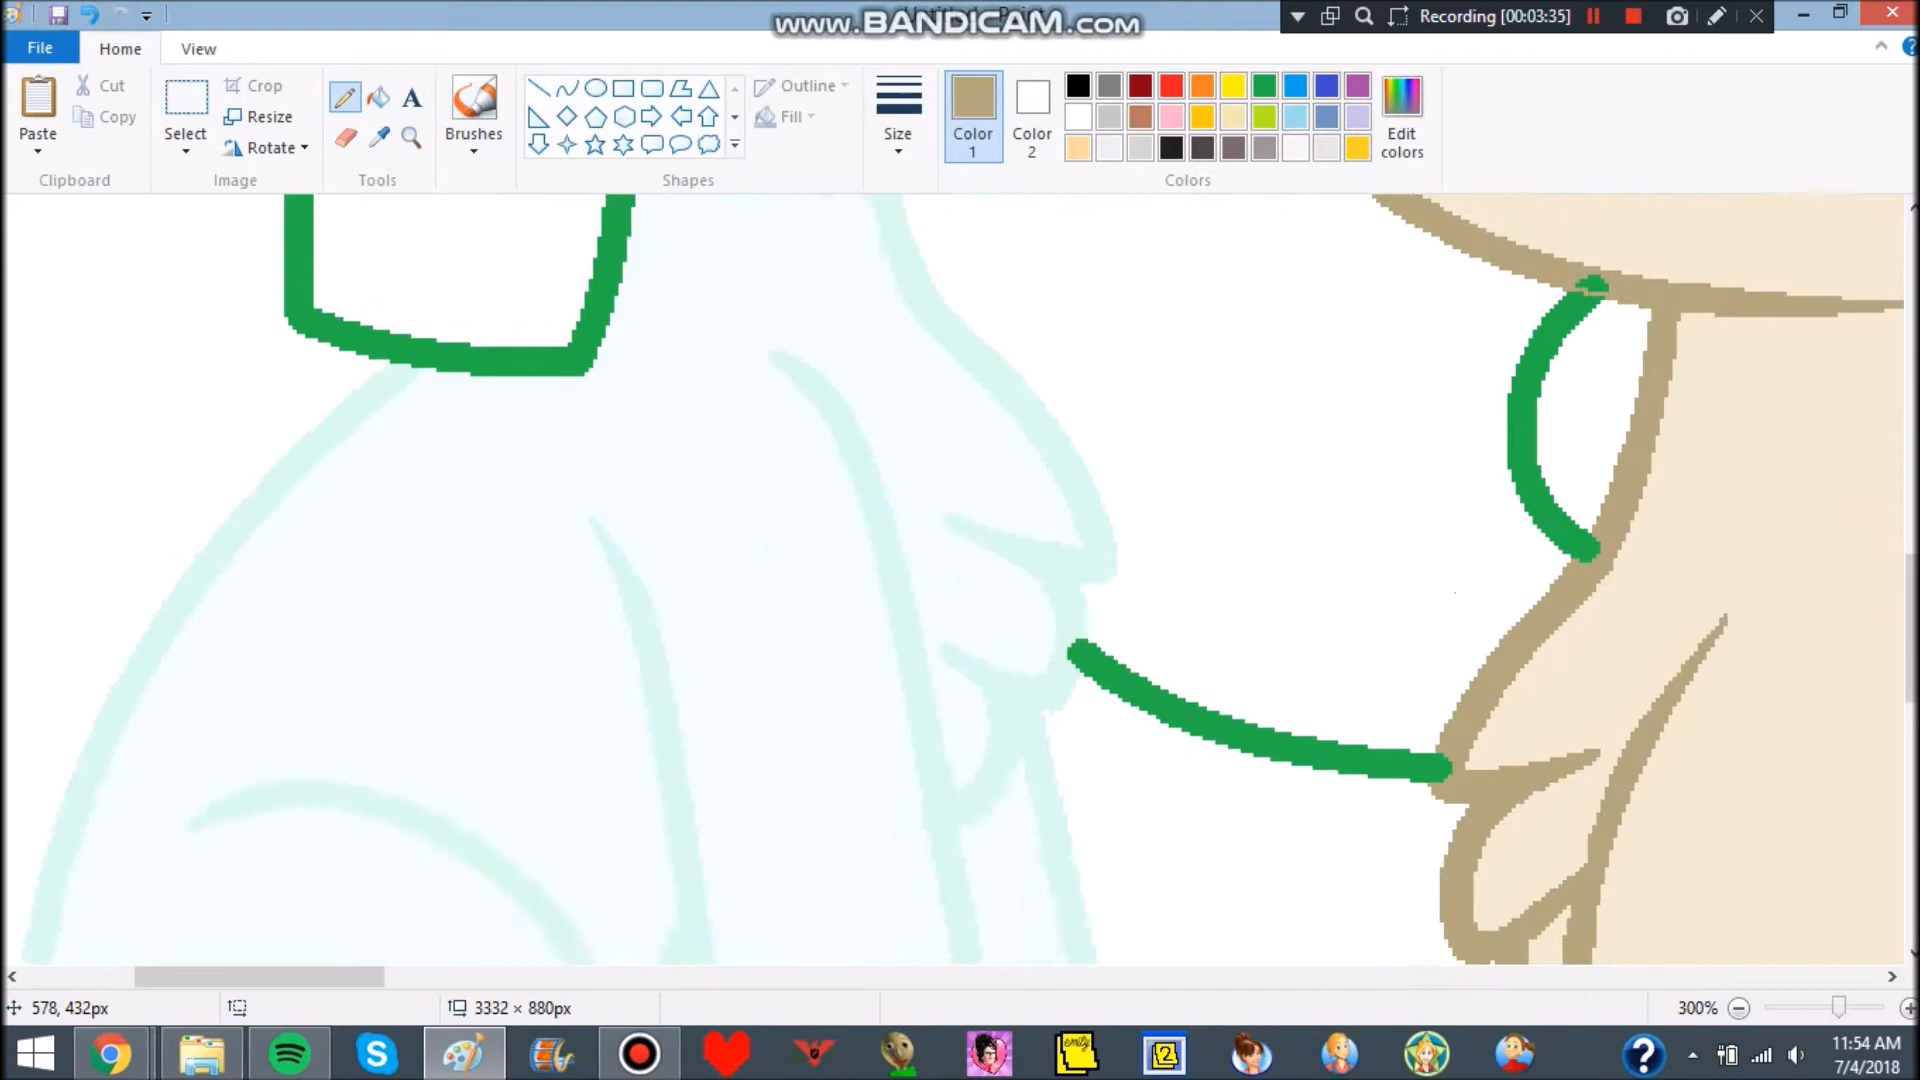 www.BANDICAM.com
Recording [00:03:35]
File
Home
View
Paste
Cut
Copy
Clipboard
Select
Crop
Resize
Rotate
Image
A
Tools
Brushes
Shapes
Outline
Fill
Size
Color 1
Color 2
Edit colors
Colors
578, 432px
3332 × 880px
300%
emily
2
11:54 AM
7/4/2018